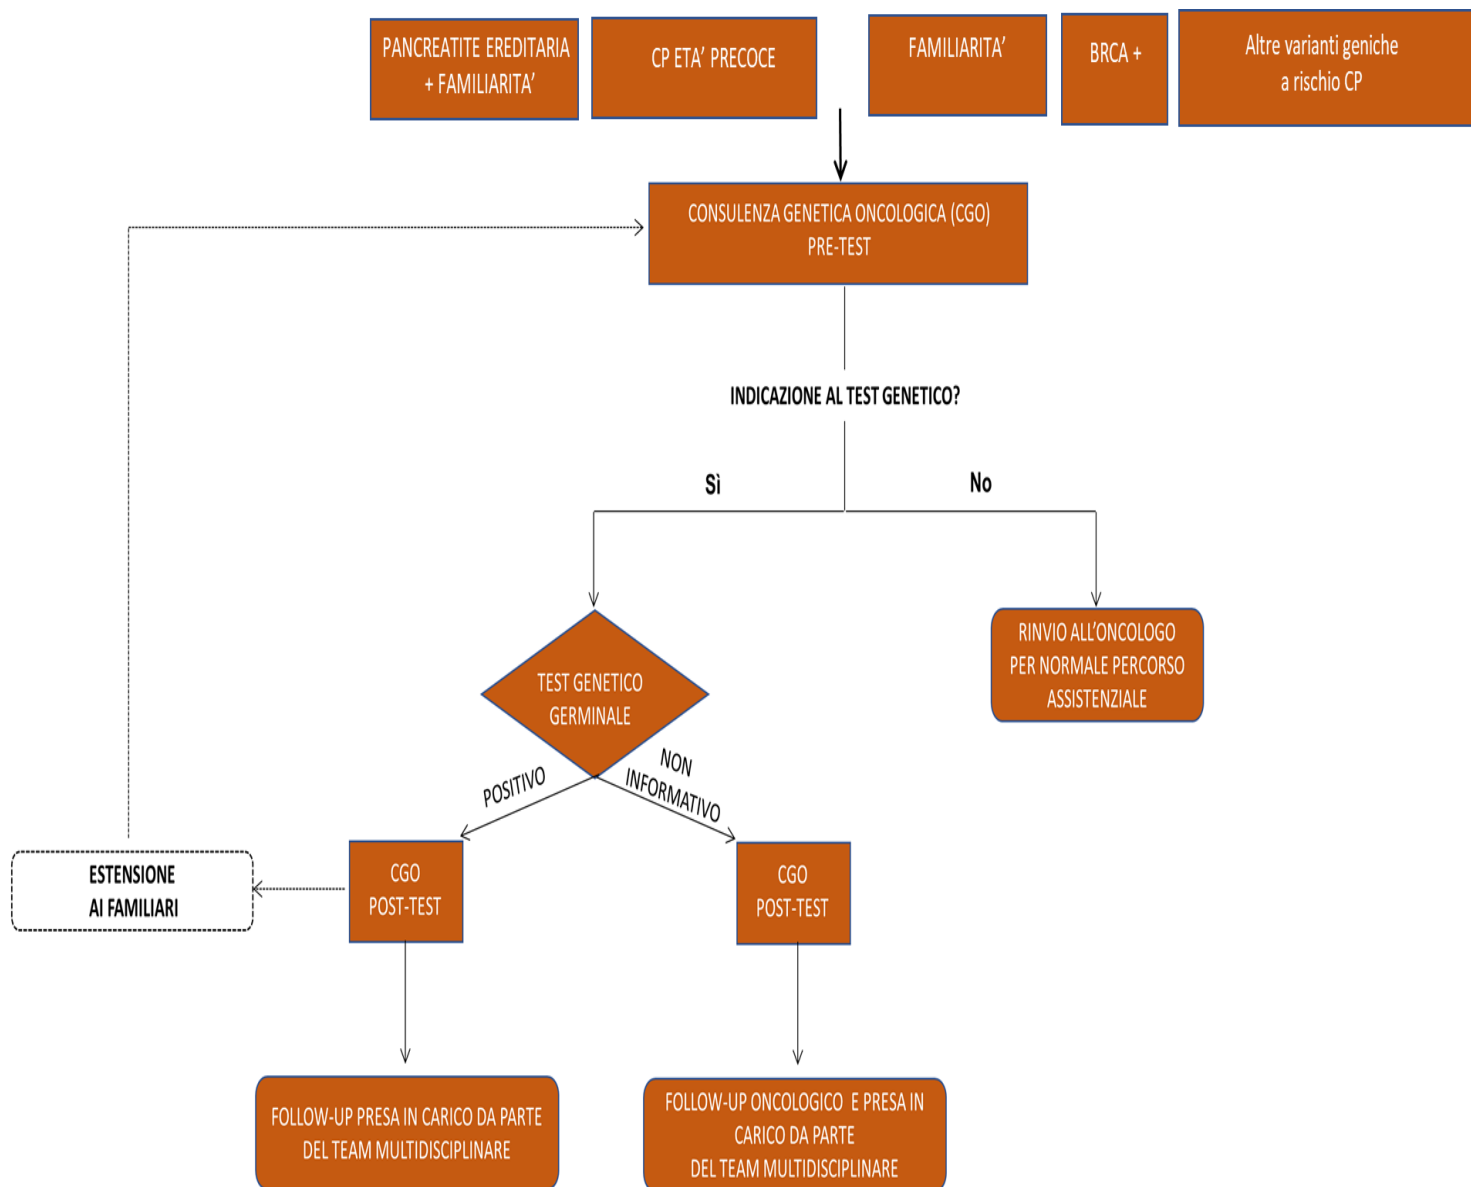 PANCREATITE EREDITARIA
+ FAMILIARITA’
CP ETA’ PRECOCE
FAMILIARITA’
BRCA +
Altre varianti geniche
a rischio CP
CONSULENZA GENETICA ONCOLOGICA (CGO)
PRE-TEST
INDICAZIONE AL TEST GENETICO?
Sì
No
TEST GENETICO
GERMINALE
RINVIO ALL’ONCOLOGO
PER NORMALE PERCORSO
ASSISTENZIALE
POSITIVO
NON
INFORMATIVO
ESTENSIONE
AI FAMILIARI
CGO
POST-TEST
CGO
POST-TEST
FOLLOW-UP PRESA IN CARICO DA PARTE
DEL TEAM MULTIDISCIPLINARE
FOLLOW-UP ONCOLOGICO E PRESA IN
CARICO DA PARTE
DEL TEAM MULTIDISCIPLINARE